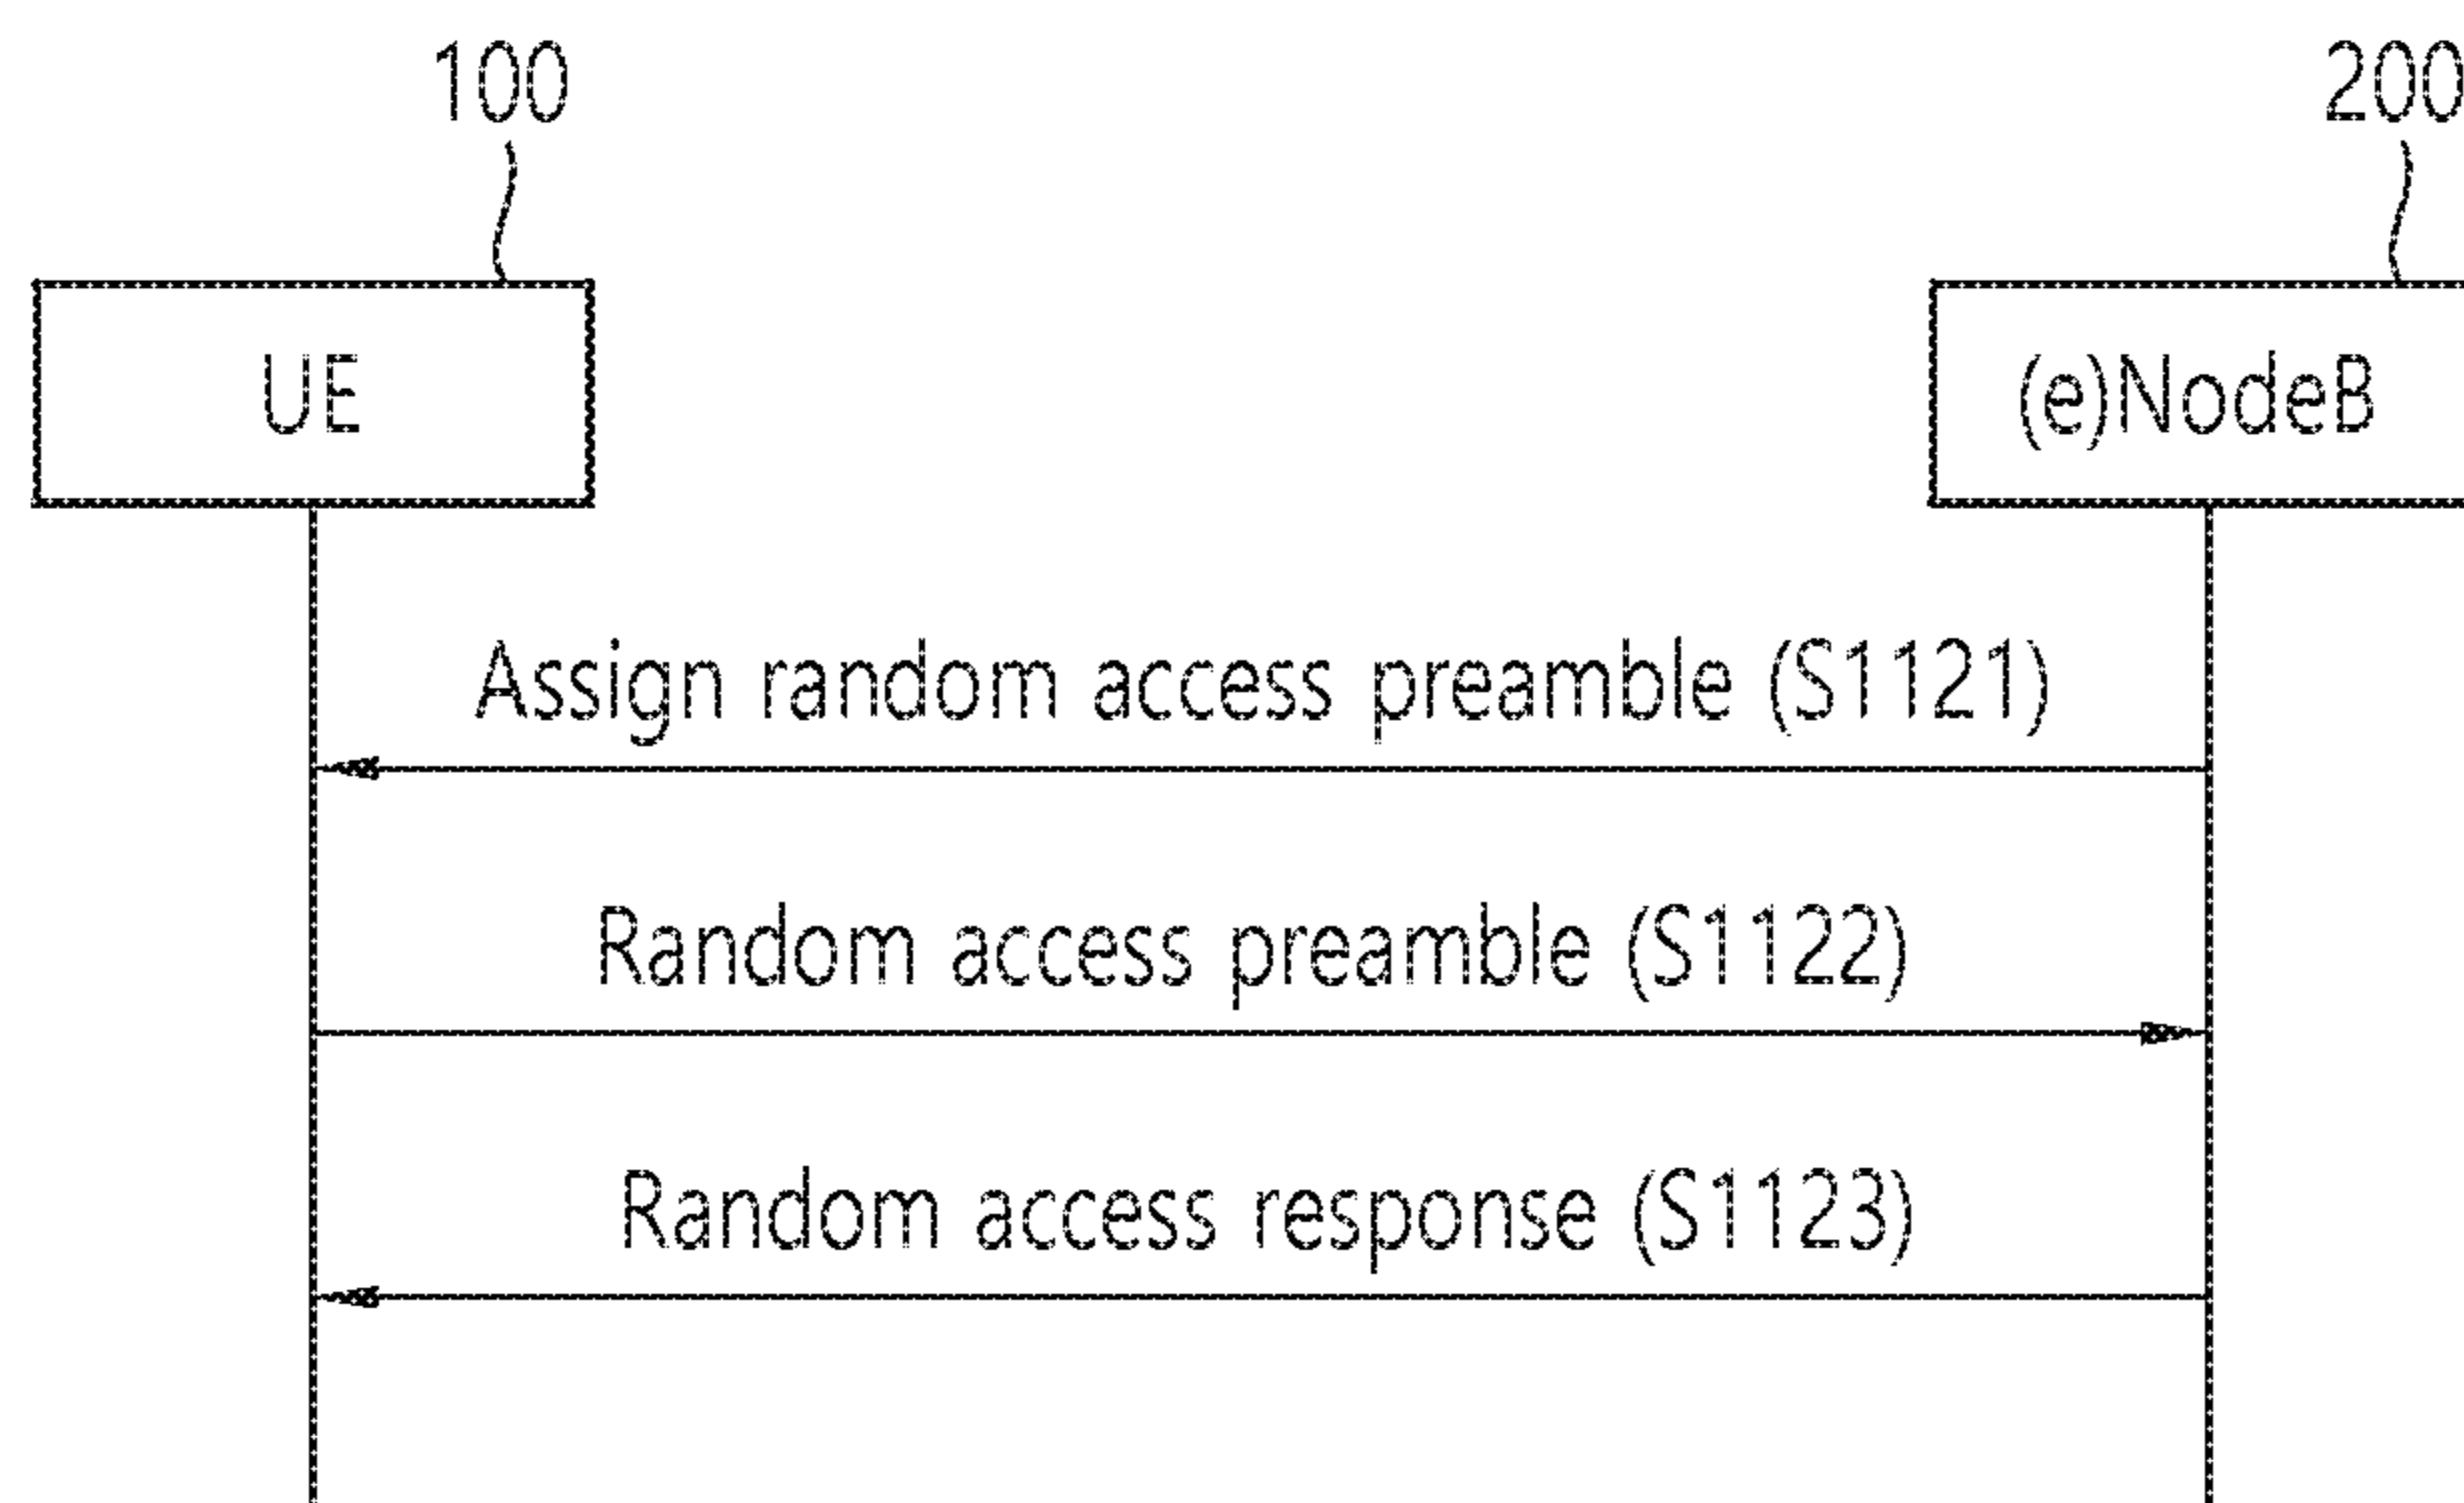 100
200
UE
(e)NodeB
Assign random access preamble (S1121)
Random access preamble (S1122)
Random access response (S1123)